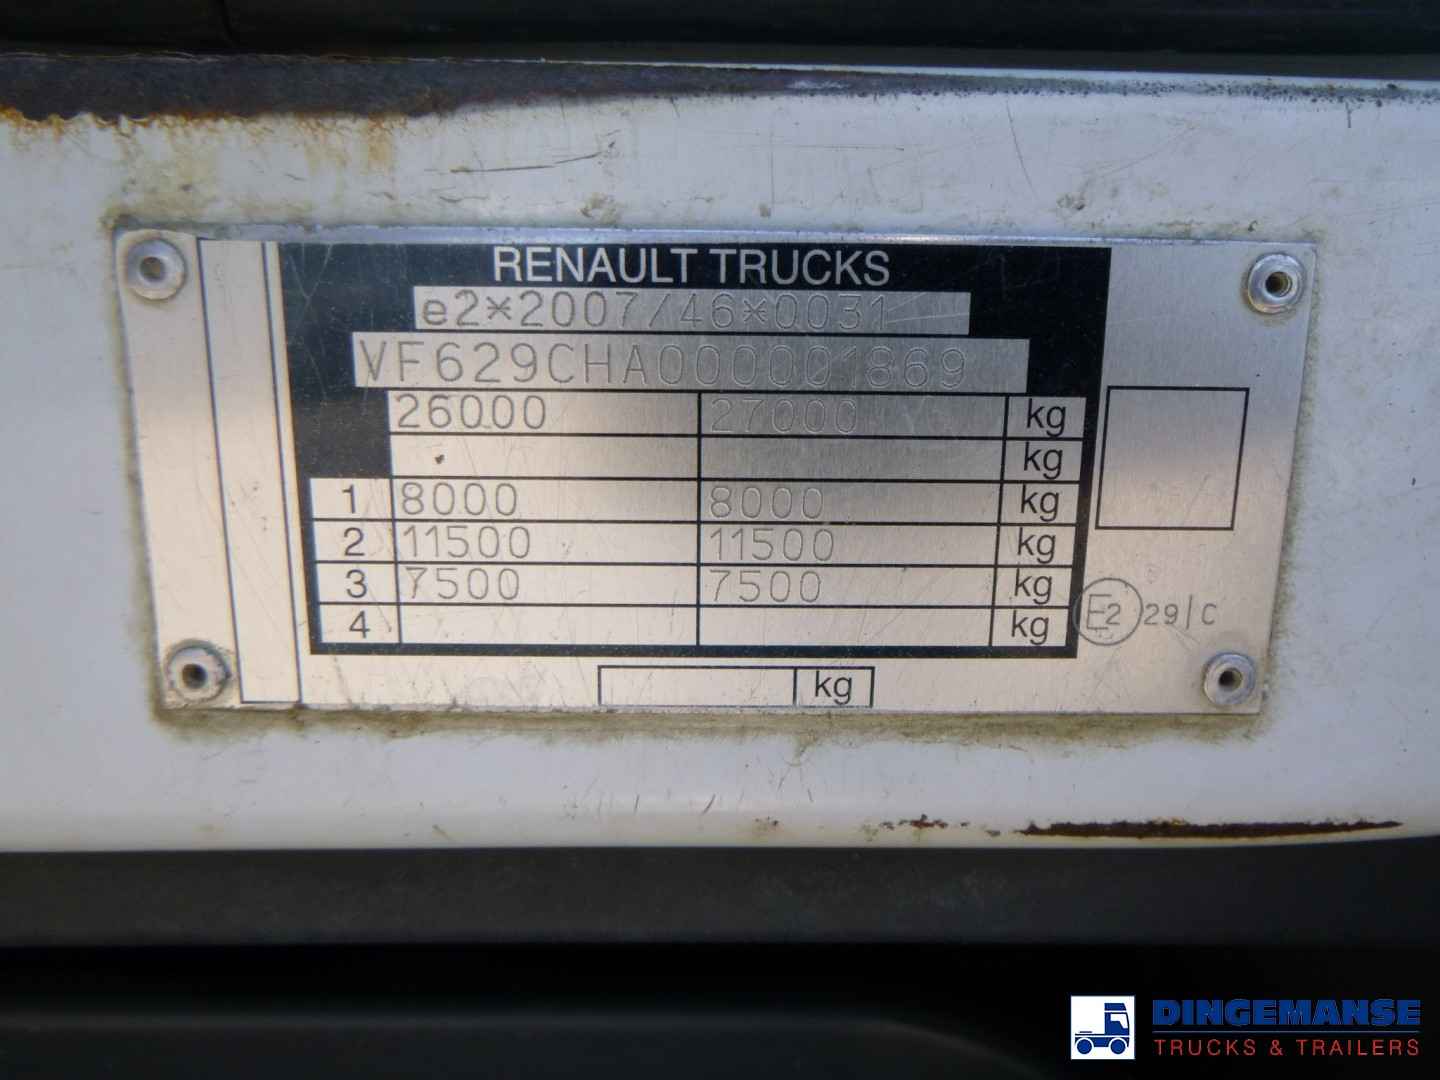 RENAULT TRUCKS
e2*2007/46*0031
VF629CHA000001869
26000 27000 kg
kg
1 8000 8000 kg
2 11500 11500 kg
3 7500 7500 kg
4 kg
E2 29/C
kg
DINGEMANSE
TRUCKS & TRAILERS